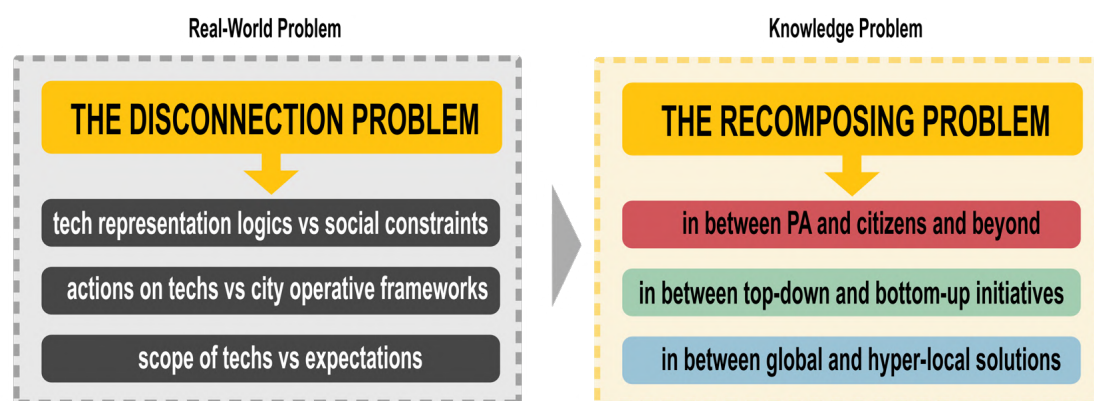 Real-World Problem
THE DISCONNECTION PROBLEM
tech representation logics vs social constraints
actions on techs vs city operative frameworks
scope of techs vs expectations
Knowledge Problem
THE RECOMPOSING PROBLEM
in between PA and citizens and beyond
in between top-down and bottom-up initiatives
in between global and hyper-local solutions